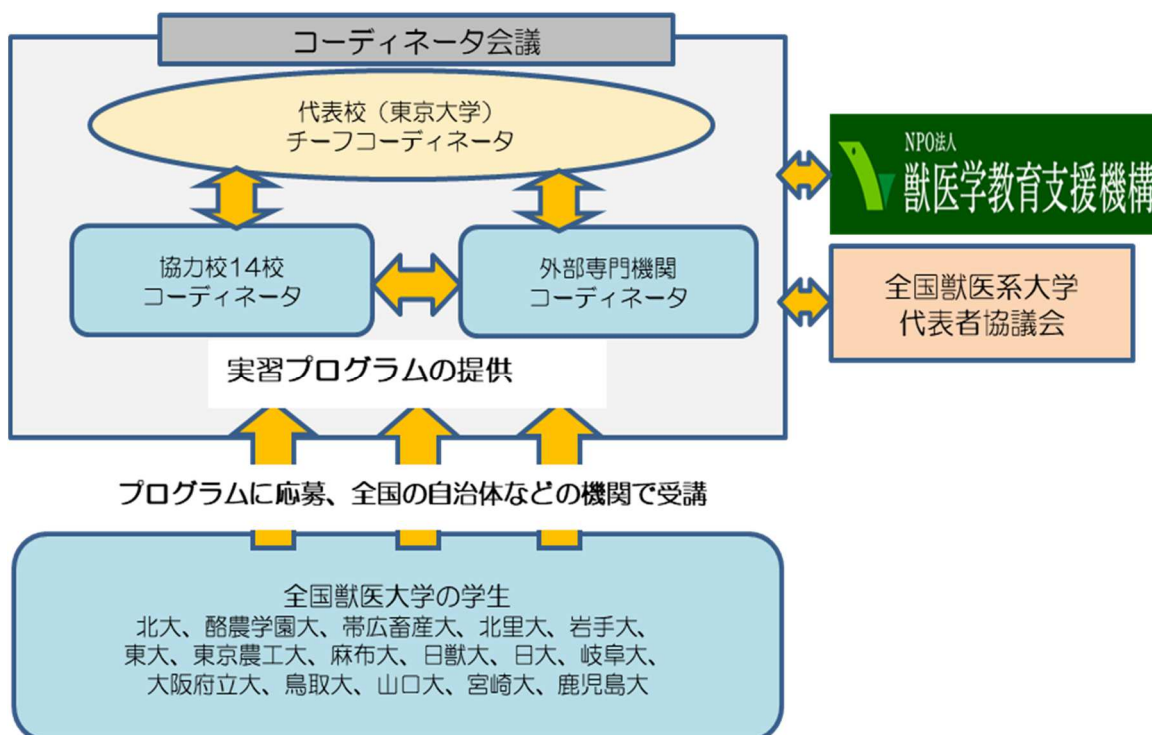 コーディネータ会議
代表校（東京大学）
チーフコーディネータ
協力校14校
コーディネータ
外部専門機関
コーディネータ
実習プログラムの提供
NPO法人
獣医学教育支援機構
全国獣医系大学
代表者協議会
プログラムに応募、全国の自治体などの機関で受講
全国獣医大学の学生
北大、酪農学園大、帯広畜産大、北里大、岩手大、
東大、東京農工大、麻布大、日獣大、日大、岐阜大、
大阪府立大、鳥取大、山口大、宮崎大、鹿児島大